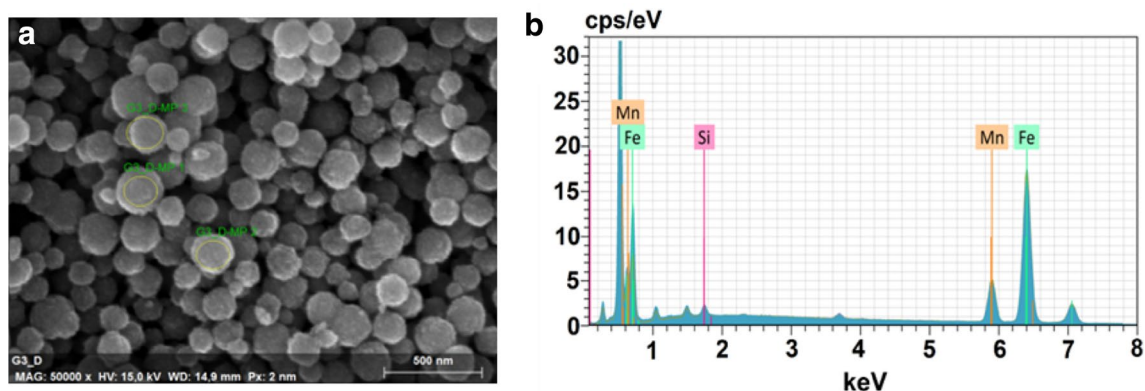 a
G3_D-MP 3
G3_D-MP 1
G3_D-MP 2
G3_D
MAG: 50000 x HV: 15,0 kV WD: 14,9 mm Px: 2 nm
500 nm
b
cps/eV
30
25
20
15
10
5
0
Mn
Fe
Si
Mn
Fe
1 2 3 4 5 6 7 8
keV